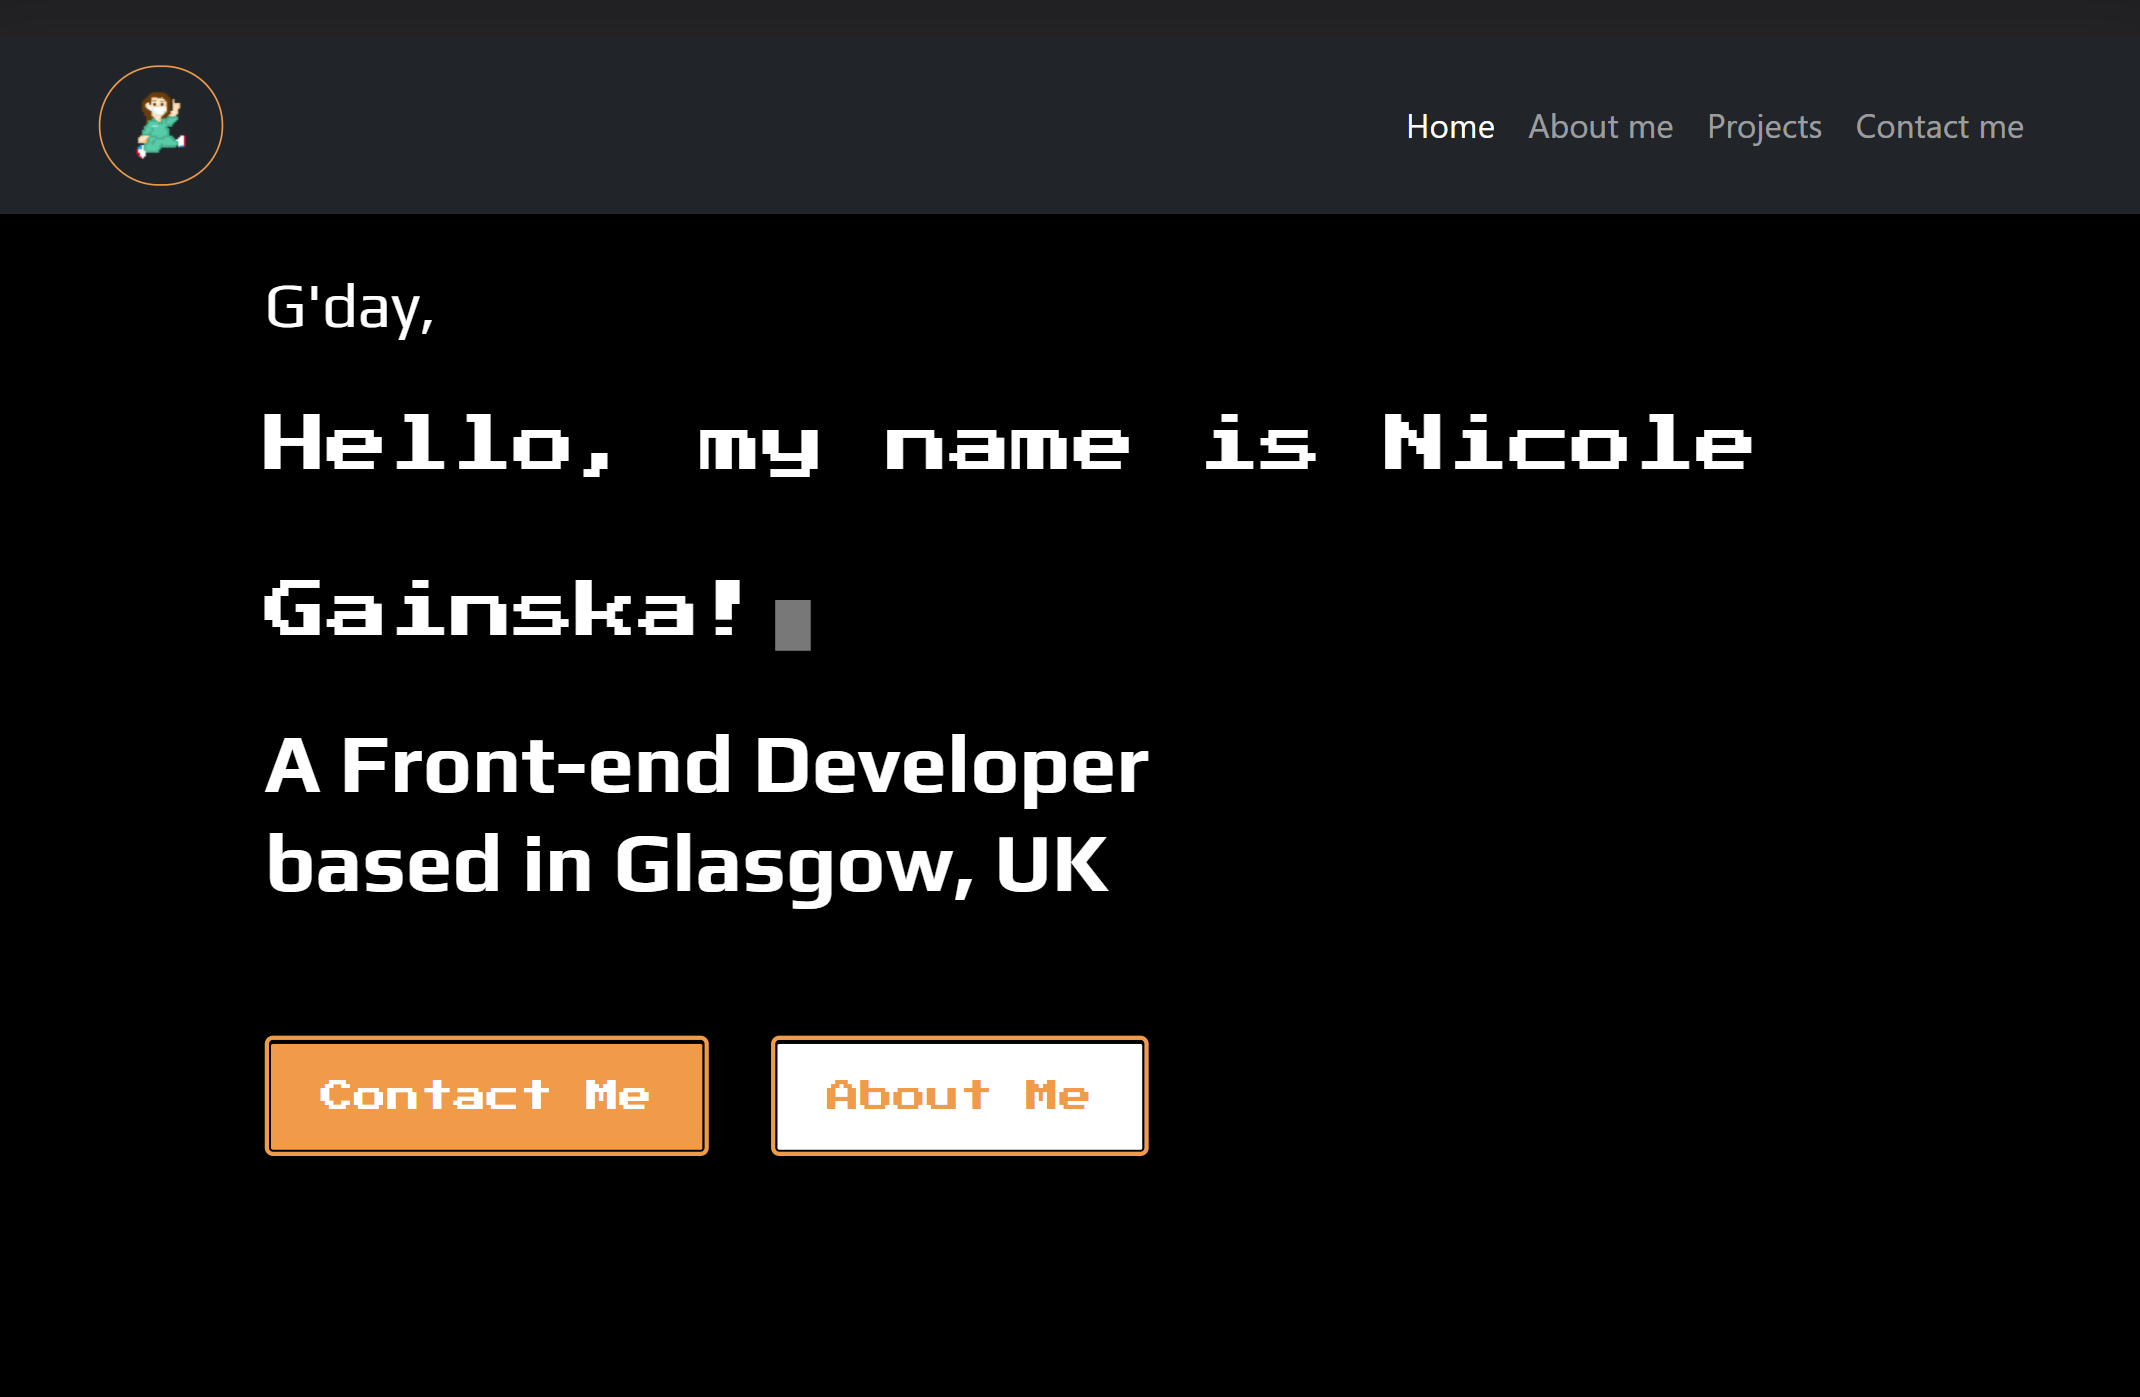 Home About me Projects Contact me
G'day,
Hello, my name is Nicole
Gainska!
A Front-end Developer
based in Glasgow, UK
Contact Me About Me